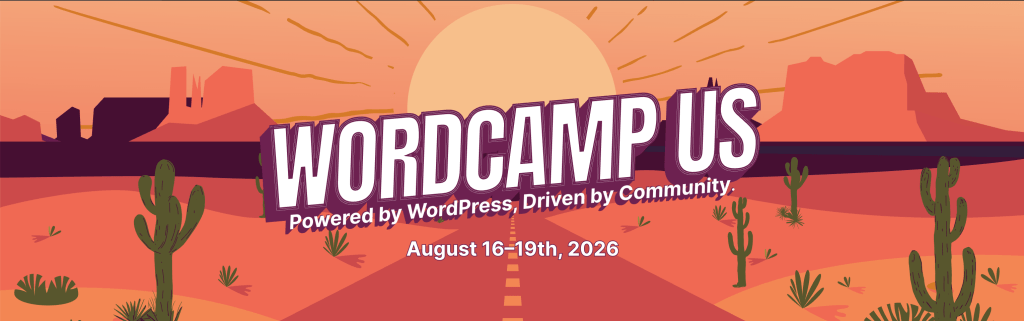 WORDCAMP US
Powered by WordPress, Driven by Community.
August 16–19th, 2026